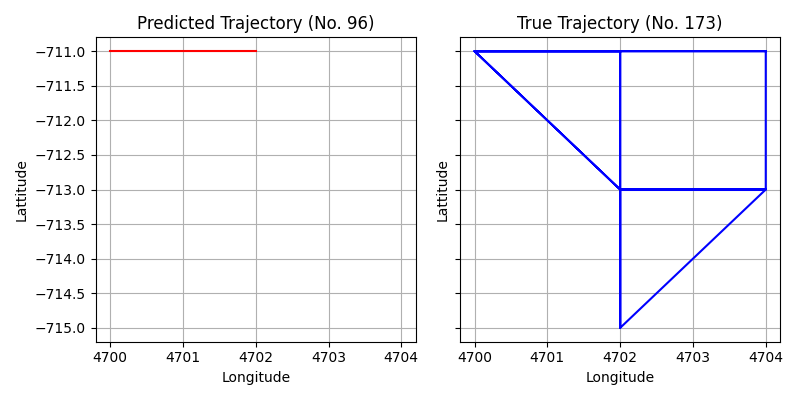 Predicted Trajectory (No. 96)
True Trajectory (No. 173)
−711.0
−711.5
−712.0
−712.5
−713.0
−713.5
−714.0
−714.5
−715.0
Lattitude
Lattitude
4700 4701 4702 4703 4704
4700 4701 4702 4703 4704
Longitude
Longitude